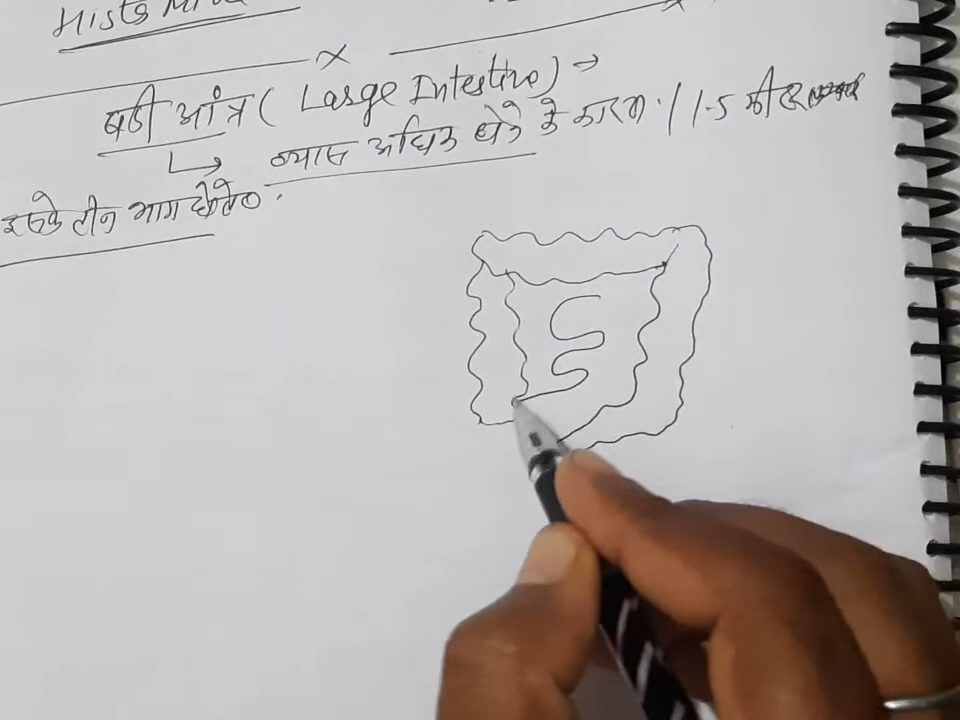 बडी आंत्र ( Large Intestine) →
↳ व्यास अधिक होने के कारण. / 1.5 मीटर
इसके तीन भाग होते है.